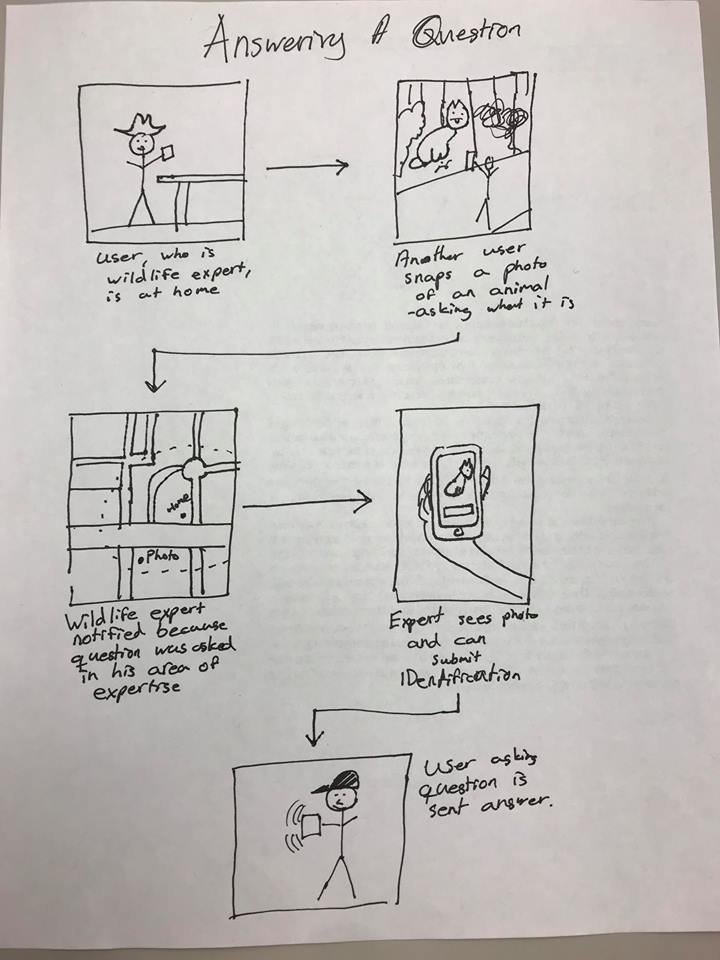 Answering A Question
User, who is
wildlife expert,
is at home
Another user
snaps a photo
of an animal
-asking what it is
Home
Photo
Wildlife expert
notified because
question was asked
in his area of
expertise
Expert sees photo
and can
submit
IDentification
User asking
question is
sent answer.